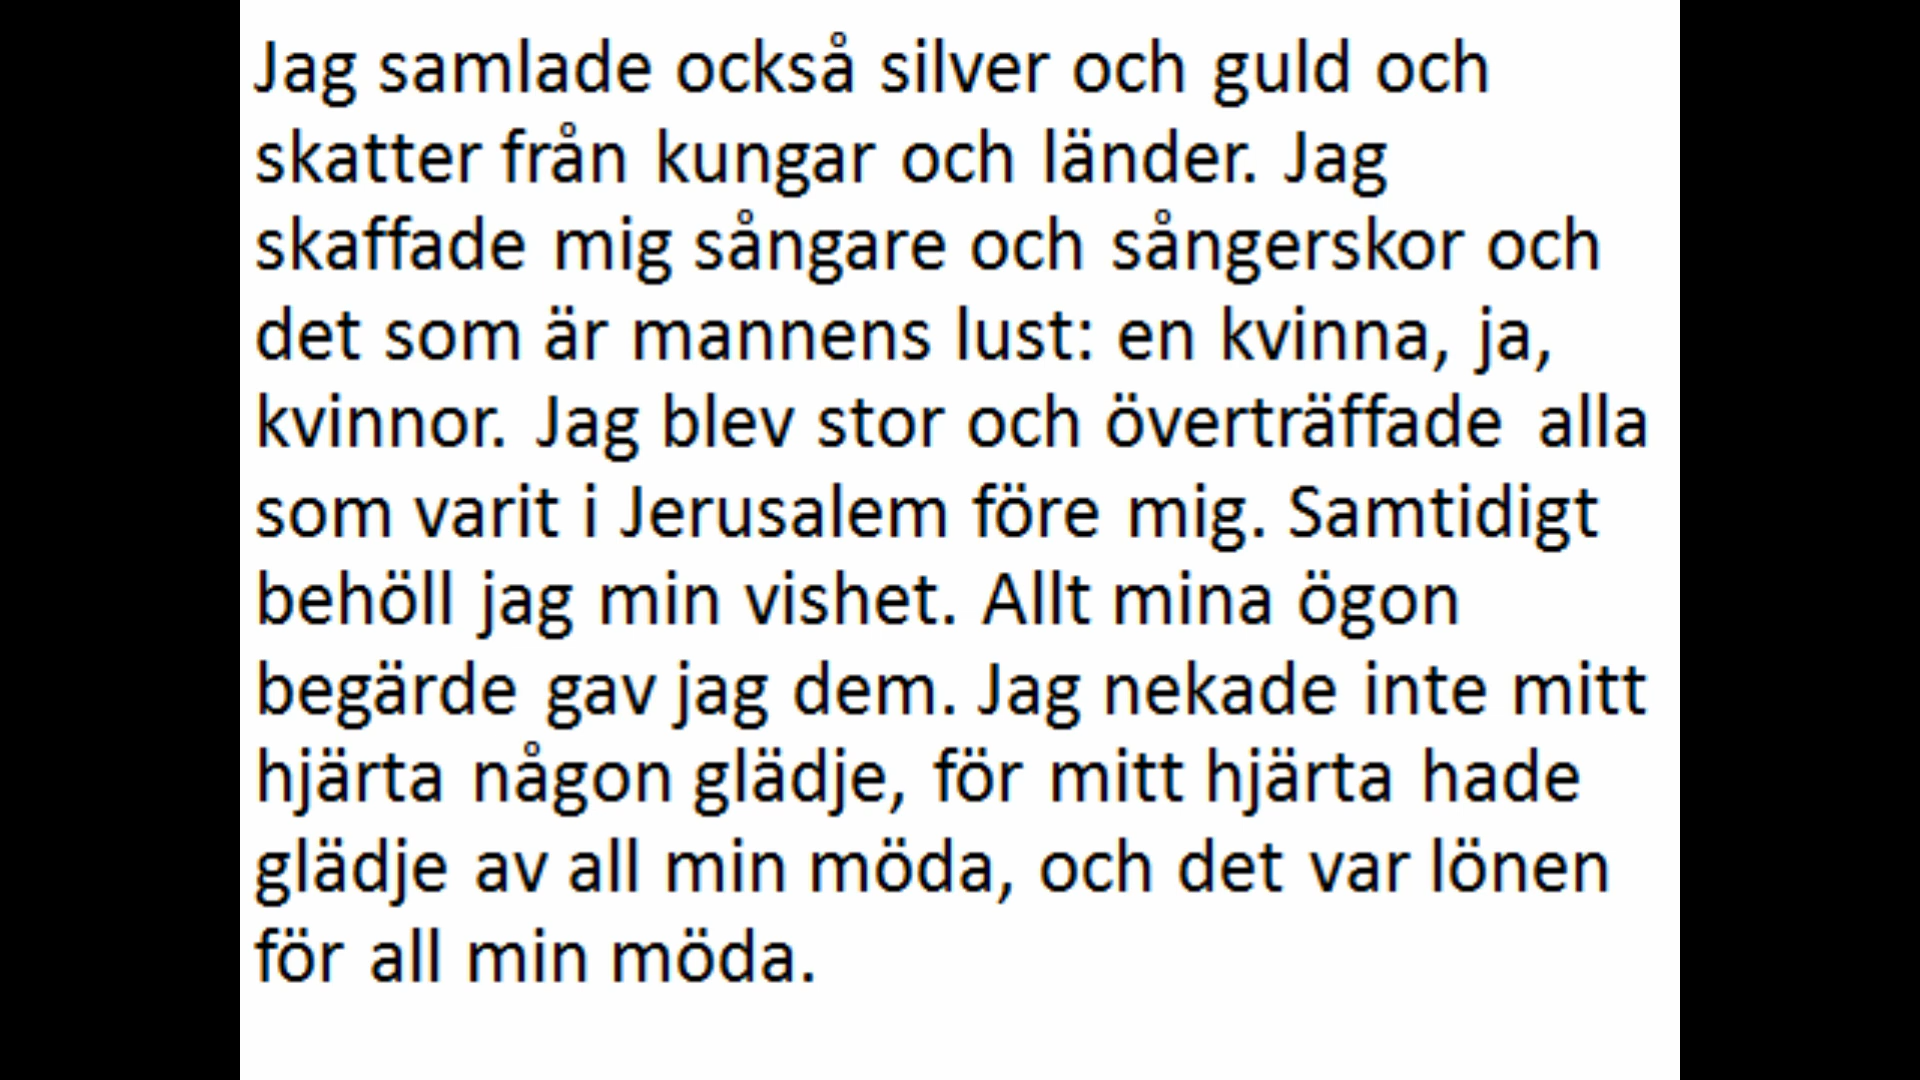 Jag samlade också silver och guld och
skatter från kungar och länder. Jag
skaffade mig sångare och sångerskor och
det som är mannens lust: en kvinna, ja,
kvinnor. Jag blev stor och överträffade alla
som varit i Jerusalem före mig. Samtidigt
behöll jag min vishet. Allt mina ögon
begärde gav jag dem. Jag nekade inte mitt
hjärta någon glädje, för mitt hjärta hade
glädje av all min möda, och det var lönen
för all min möda.